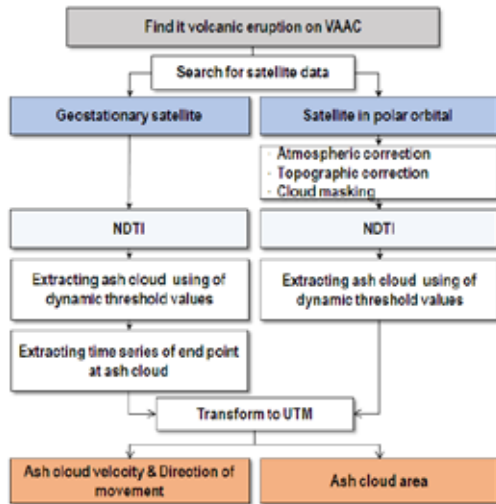 Find it volcanic eruption on VAAC
Search for satellite data
Geostationary satellite
Satellite in polar orbital
· Atmospheric correction
· Topographic correction
· Cloud masking
NDTI
NDTI
Extracting ash cloud using of
dynamic threshold values
Extracting ash cloud using of
dynamic threshold values
Extracting time series of end point
at ash cloud
Transform to UTM
Ash cloud velocity & Direction of
movement
Ash cloud area